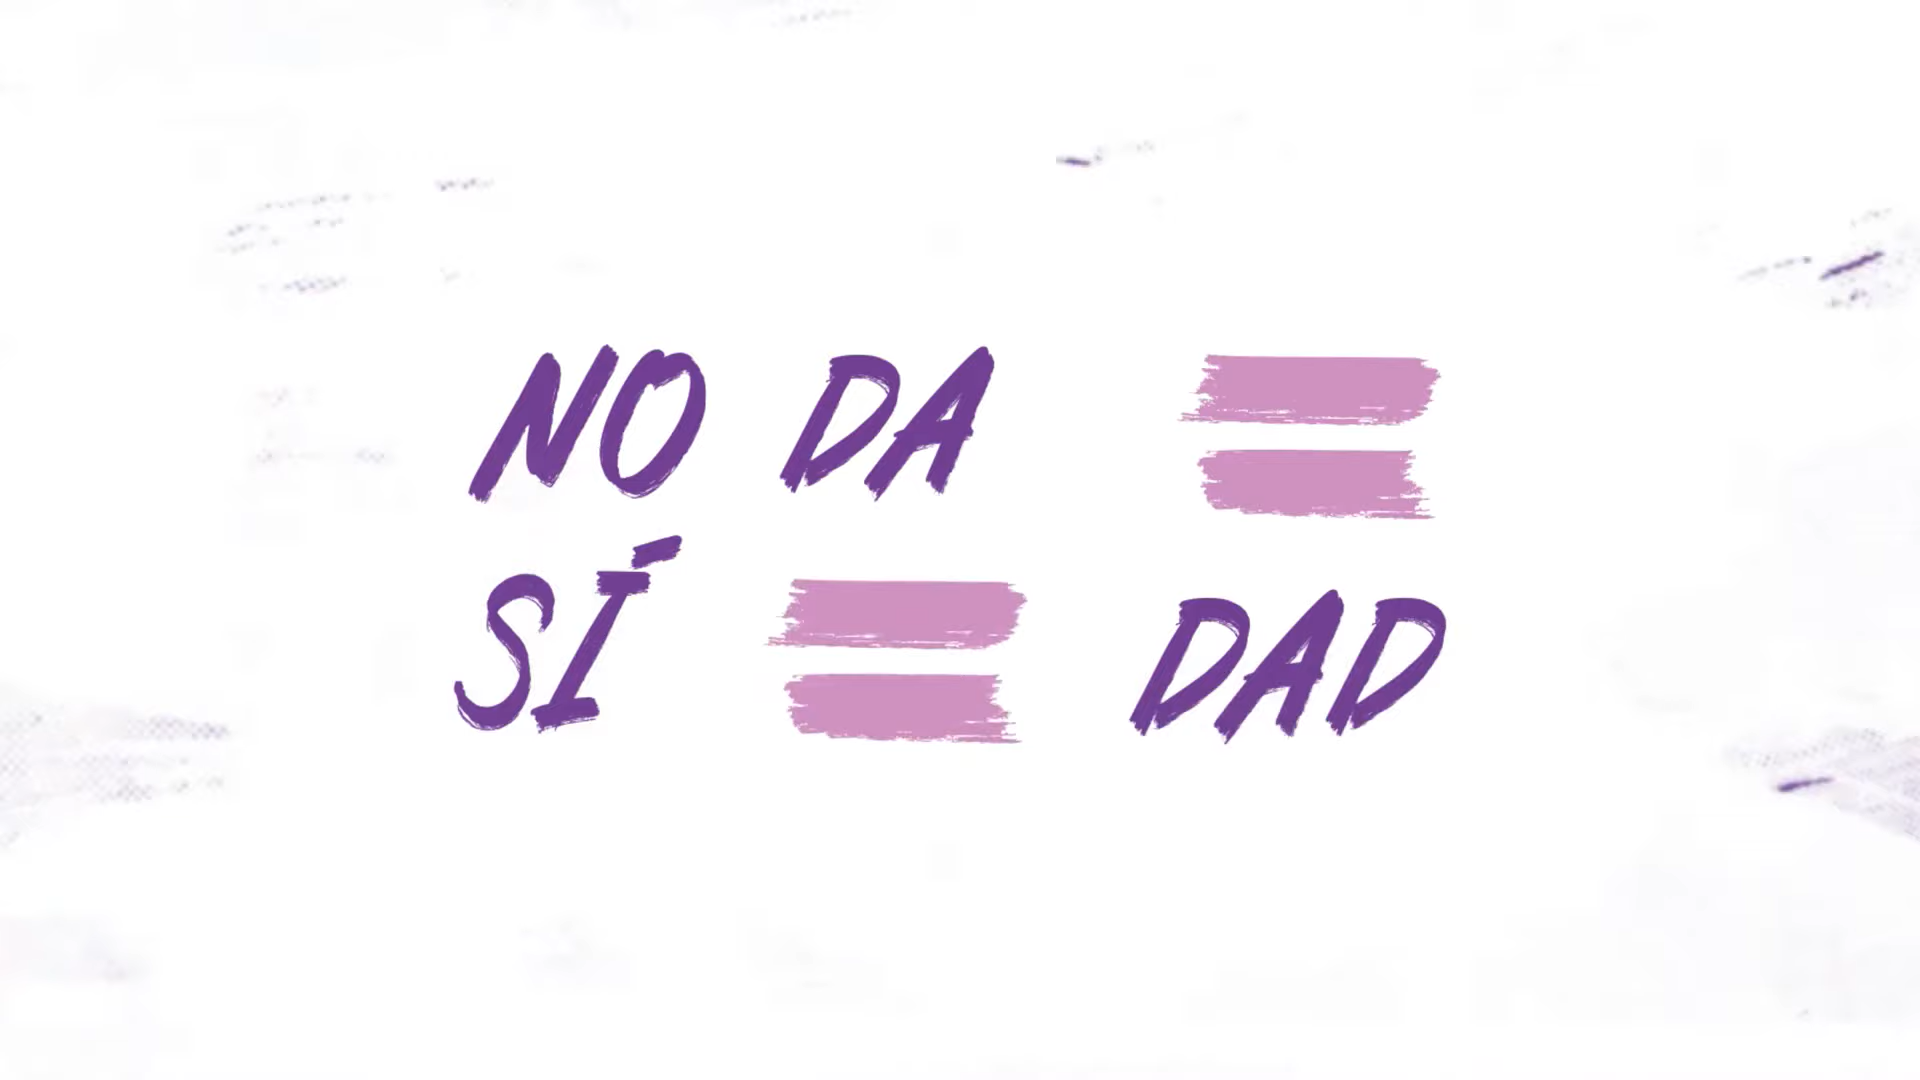 NO DA =
SÍ = DAD